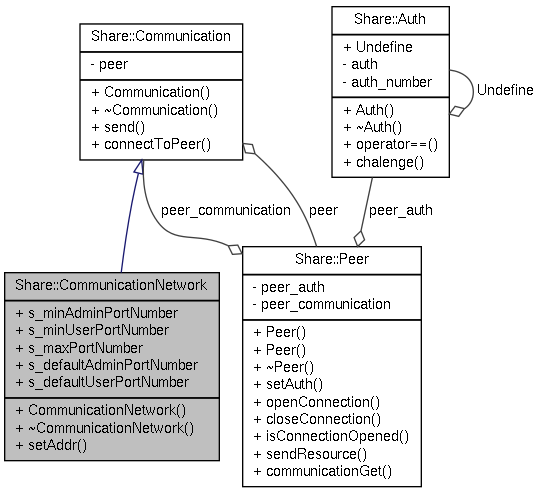 Share::Communication
- peer
+ Communication()
+ ~Communication()
+ send()
+ connectToPeer()
Share::Auth
+ Undefine
- auth
- auth_number
+ Auth()
+ ~Auth()
+ operator==()
+ chalenge()
Undefine
peer_communication
peer
peer_auth
Share::CommunicationNetwork
+ s_minAdminPortNumber
+ s_minUserPortNumber
+ s_maxPortNumber
+ s_defaultAdminPortNumber
+ s_defaultUserPortNumber
+ CommunicationNetwork()
+ ~CommunicationNetwork()
+ setAddr()
Share::Peer
- peer_auth
- peer_communication
+ Peer()
+ Peer()
+ ~Peer()
+ setAuth()
+ openConnection()
+ closeConnection()
+ isConnectionOpened()
+ sendResource()
+ communicationGet()